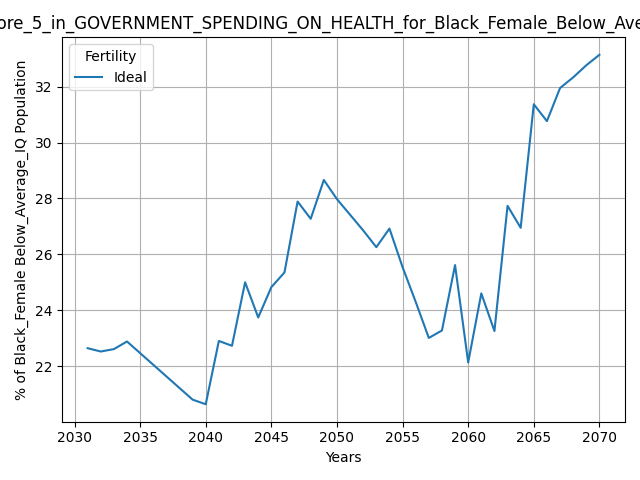 ore_5_in_GOVERNMENT_SPENDING_ON_HEALTH_for_Black_Female_Below_Ave
Fertility
Ideal
% of Black_Female Below_Average_IQ Population
32
30
28
26
24
22
2030 2035 2040 2045 2050 2055 2060 2065 2070
Years